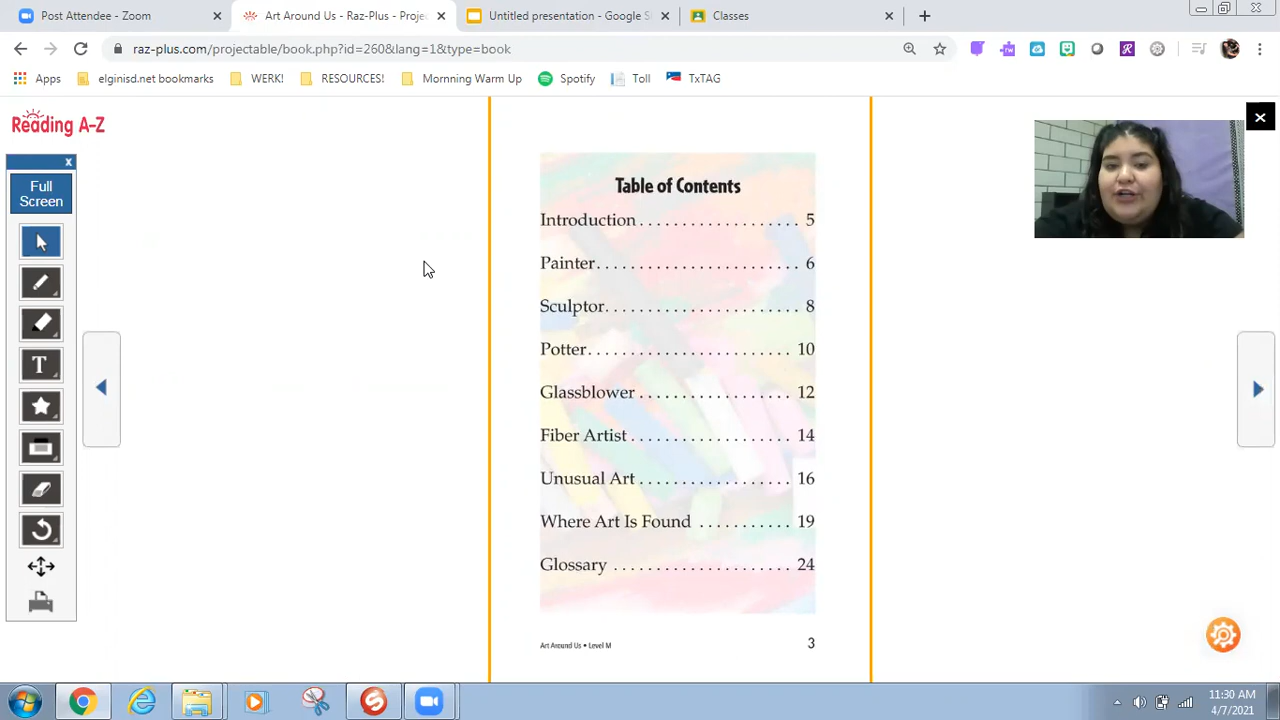 Post Attendee - Zoom
Art Around Us - Raz-Plus - Proje
Untitled presentation - Google S
Classes
raz-plus.com/projectable/book.php?id=260&lang=1&type=book
Apps
elginisd.net bookmarks
WERK!
RESOURCES!
Mornming Warm Up
Spotify
Toll
TxTAG
Reading A-Z
Full
Screen
T
Table of Contents
Introduction . . . . . . . . . . . . . . . . . . . 5
Painter. . . . . . . . . . . . . . . . . . . . . . . . 6
Sculptor. . . . . . . . . . . . . . . . . . . . . . . 8
Potter. . . . . . . . . . . . . . . . . . . . . . . . 10
Glassblower . . . . . . . . . . . . . . . . . . 12
Fiber Artist . . . . . . . . . . . . . . . . . . . 14
Unusual Art . . . . . . . . . . . . . . . . . . 16
Where Art Is Found . . . . . . . . . . . 19
Glossary . . . . . . . . . . . . . . . . . . . . . 24
Art Around Us • Level M
3
11:30 AM
4/7/2021